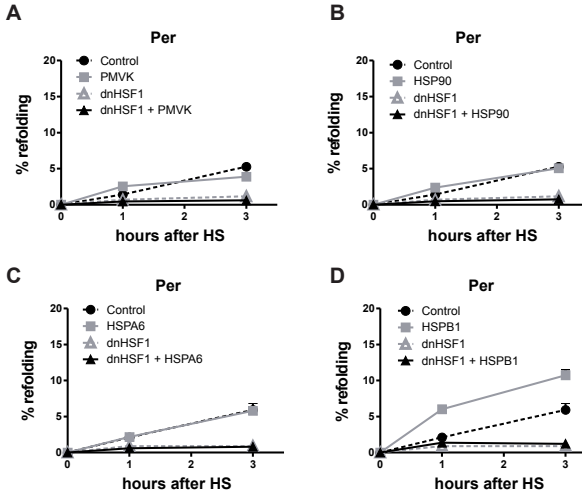 A
Per
20
15
10
5
0
% refolding
Control
PMVK
dnHSF1
dnHSF1 + PMVK
0
1
2
3
hours after HS
B
Per
20
15
10
5
0
% refolding
Control
HSP90
dnHSF1
dnHSF1 + HSP90
0
1
2
3
hours after HS
C
Per
20
15
10
5
0
% refolding
Control
HSPA6
dnHSF1
dnHSF1 + HSPA6
0
1
2
3
hours after HS
D
Per
20
15
10
5
0
% refolding
Control
HSPB1
dnHSF1
dnHSF1 + HSPB1
0
1
2
3
hours after HS